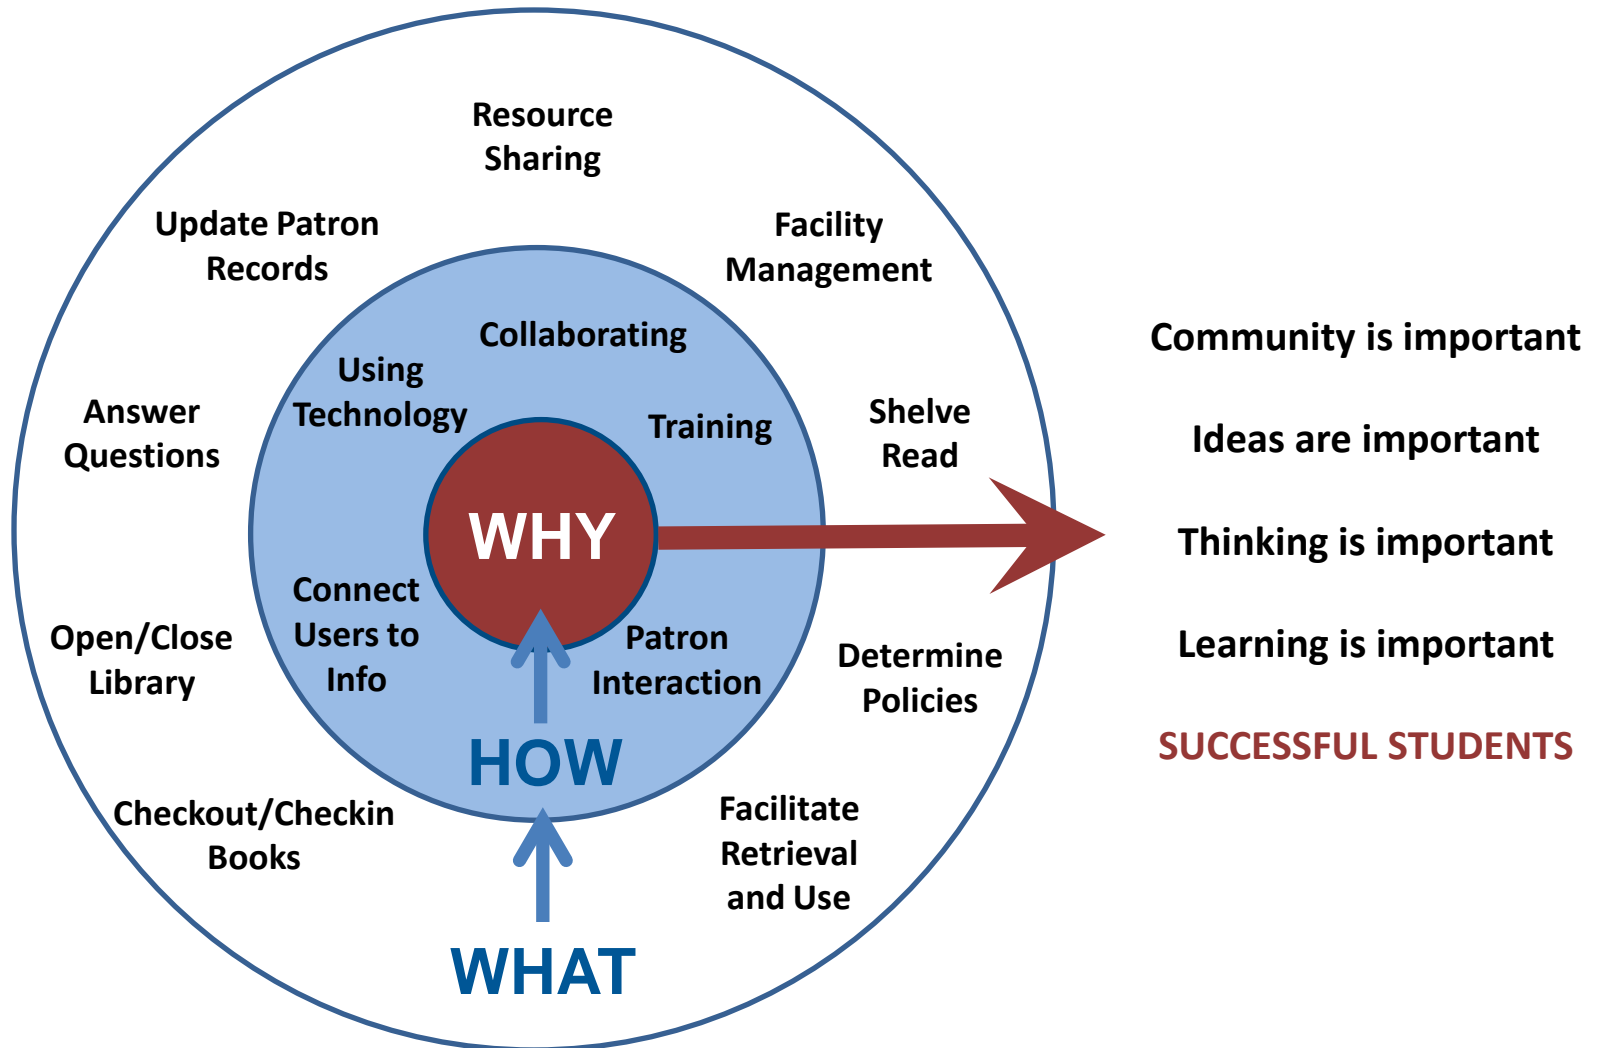 Resource
Sharing
Update Patron
Records
Facility
Management
Collaborating
Using
Technology
Training
Answer
Questions
Shelve
Read
WHY
Connect
Users to
Info
Patron
Interaction
Open/Close
Library
Determine
Policies
HOW
Checkout/Checkin
Books
Facilitate
Retrieval
and Use
WHAT
Community is important
Ideas are important
Thinking is important
Learning is important
SUCCESSFUL STUDENTS